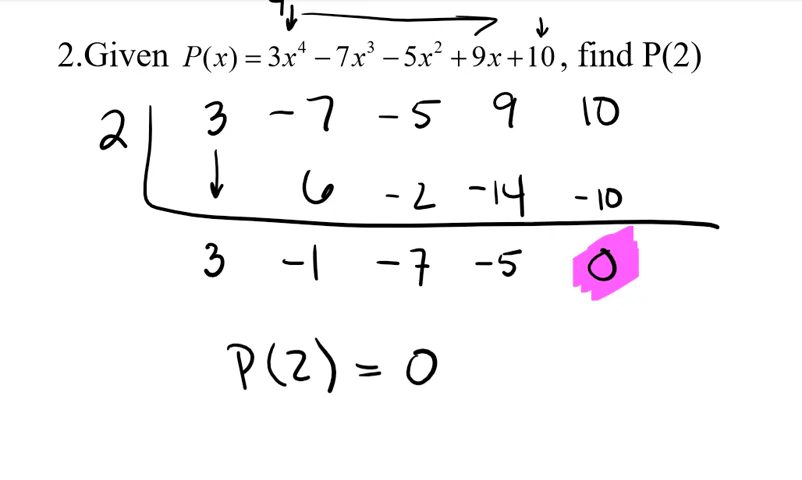 2.Given P(x) = 3x⁴ − 7x³ − 5x² + 9x + 10, find P(2)
2 3 -7 -5 9 10
6 -2 -14 -10
3 -1 -7 -5 0
P(2) = 0